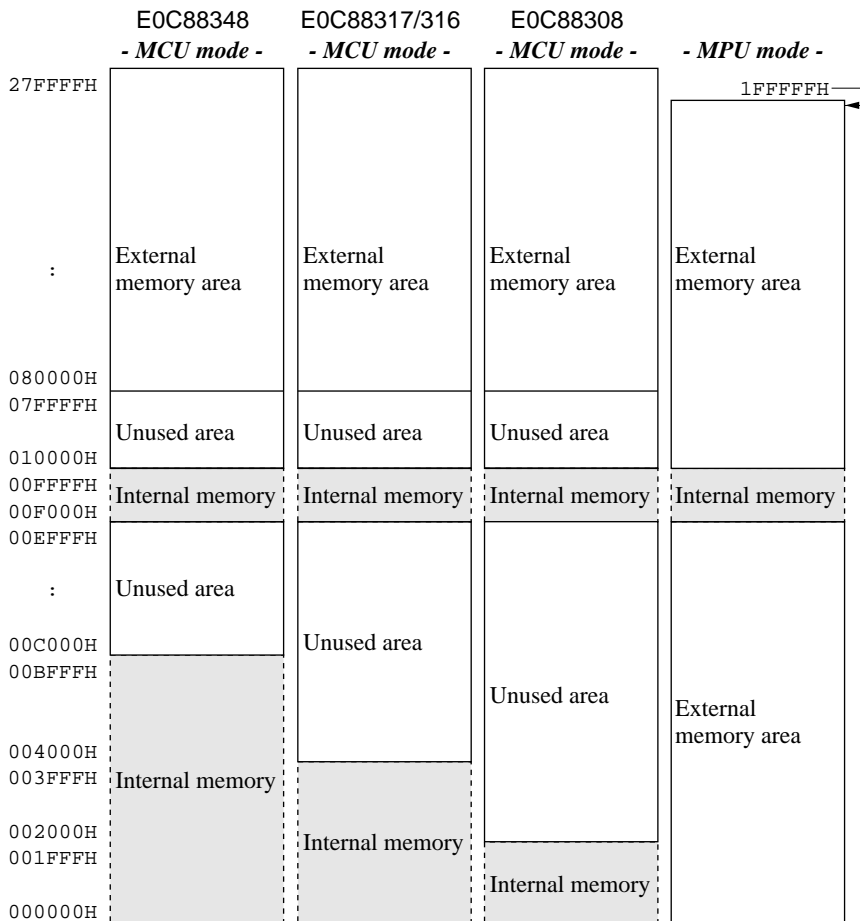 E0C88348 E0C88317/316 E0C88308
- MCU mode - - MCU mode - - MCU mode - - MPU mode -
27FFFFH
1FFFFFH
External memory area
External memory area
External memory area
External memory area
:
080000H
07FFFFH
Unused area Unused area Unused area
010000H
00FFFFH
Internal memory Internal memory Internal memory Internal memory
00F000H
00EFFFH
Unused area
:
00C000H
Unused area
00BFFFH
Unused area
External memory area
004000H
003FFFH
Internal memory
002000H
Internal memory
001FFFH
Internal memory
000000H